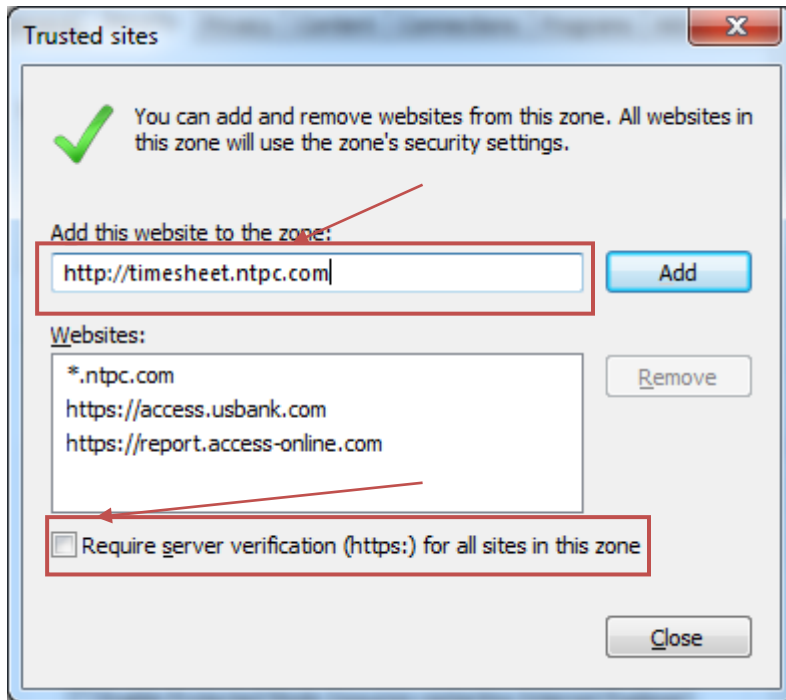 Trusted sites
You can add and remove websites from this zone. All websites in
this zone will use the zone's security settings.
Add this website to the zone:
http://timesheet.ntpc.com
Add
Websites:
*.ntpc.com
Remove
https://access.usbank.com
https://report.access-online.com
Require server verification (https:) for all sites in this zone
Close